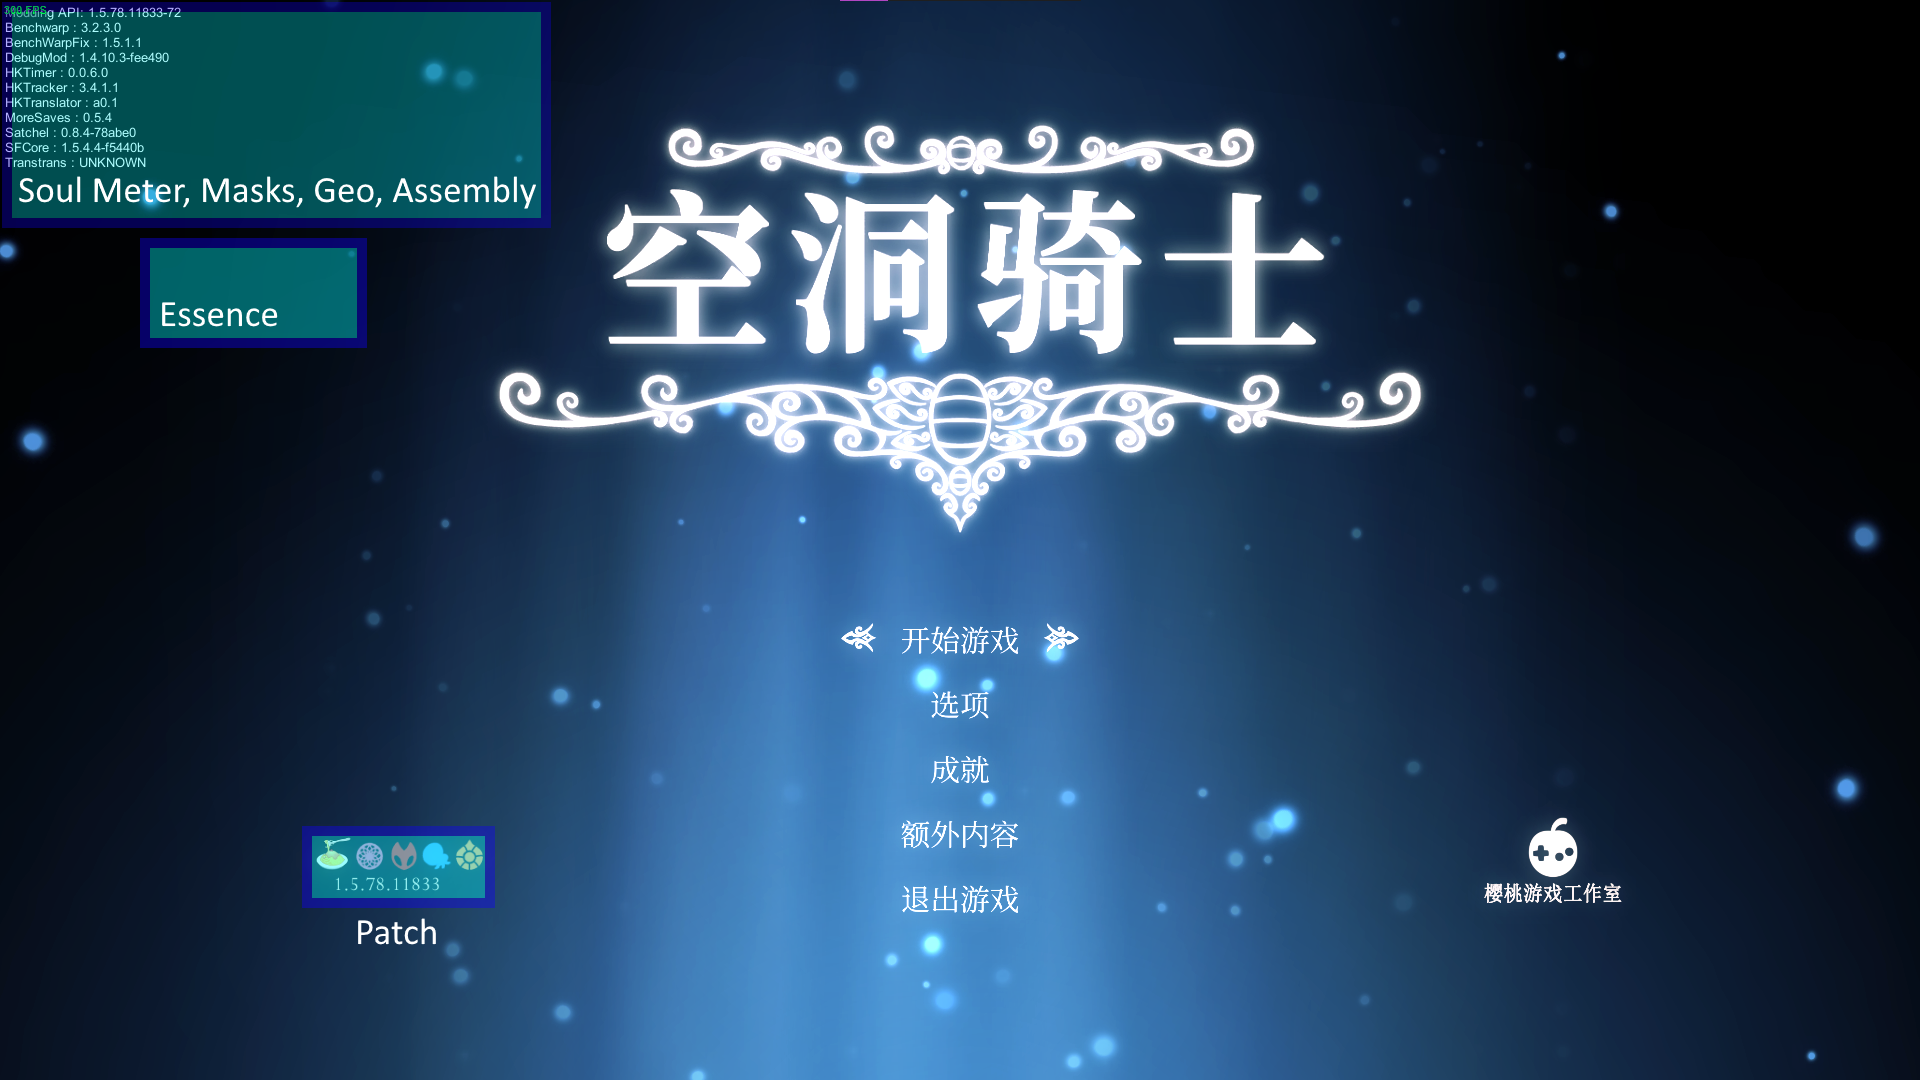 300 FPS
Modding API: 1.5.78.11833-72
Benchwarp : 3.2.3.0
BenchWarpFix : 1.5.1.1
DebugMod : 1.4.10.3-fee490
HKTimer : 0.0.6.0
HKTracker : 3.4.1.1
HKTranslator : a0.1
MoreSaves : 0.5.4
Satchel : 0.8.4-78abe0
SFCore : 1.5.4.4-f5440b
Transtrans : UNKNOWN
Soul Meter, Masks, Geo, Assembly
Essence
空洞骑士
开始游戏
选项
成就
额外内容
退出游戏
1.5.78.11833
Patch
樱桃游戏工作室